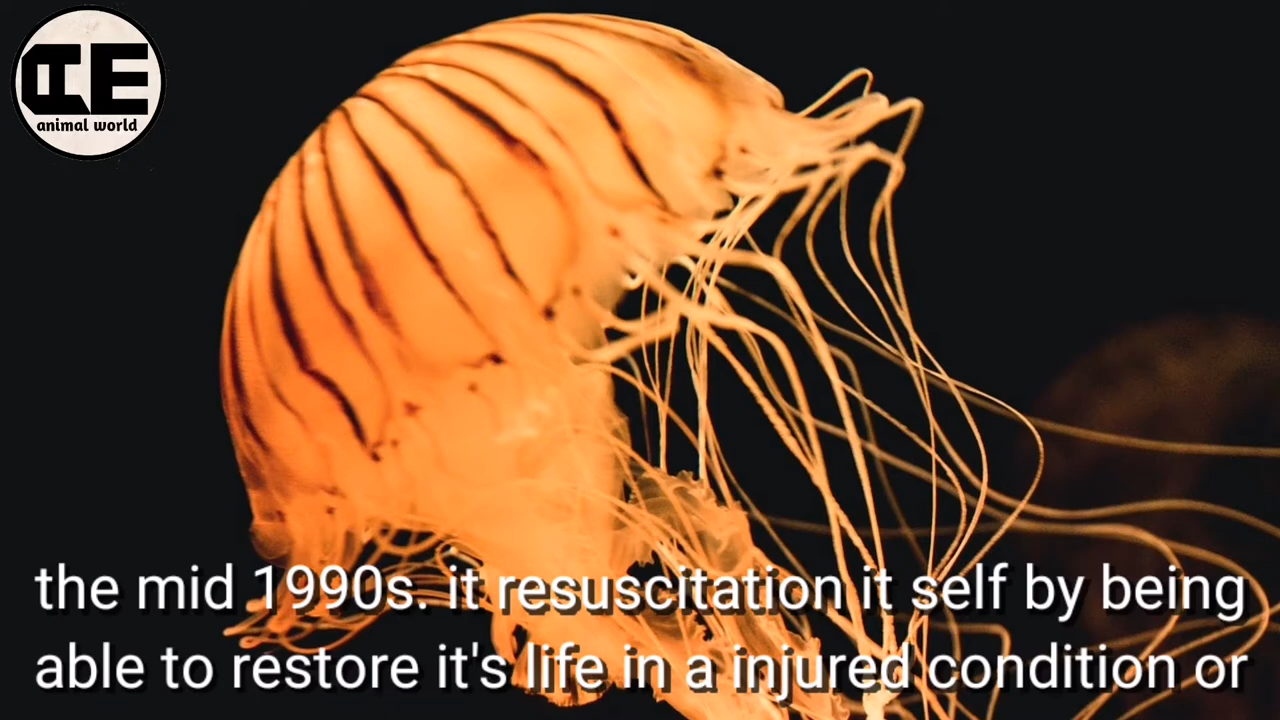 AE
animal world
the mid 1990s. it resuscitation it self by being
able to restore it's life in a injured condition or